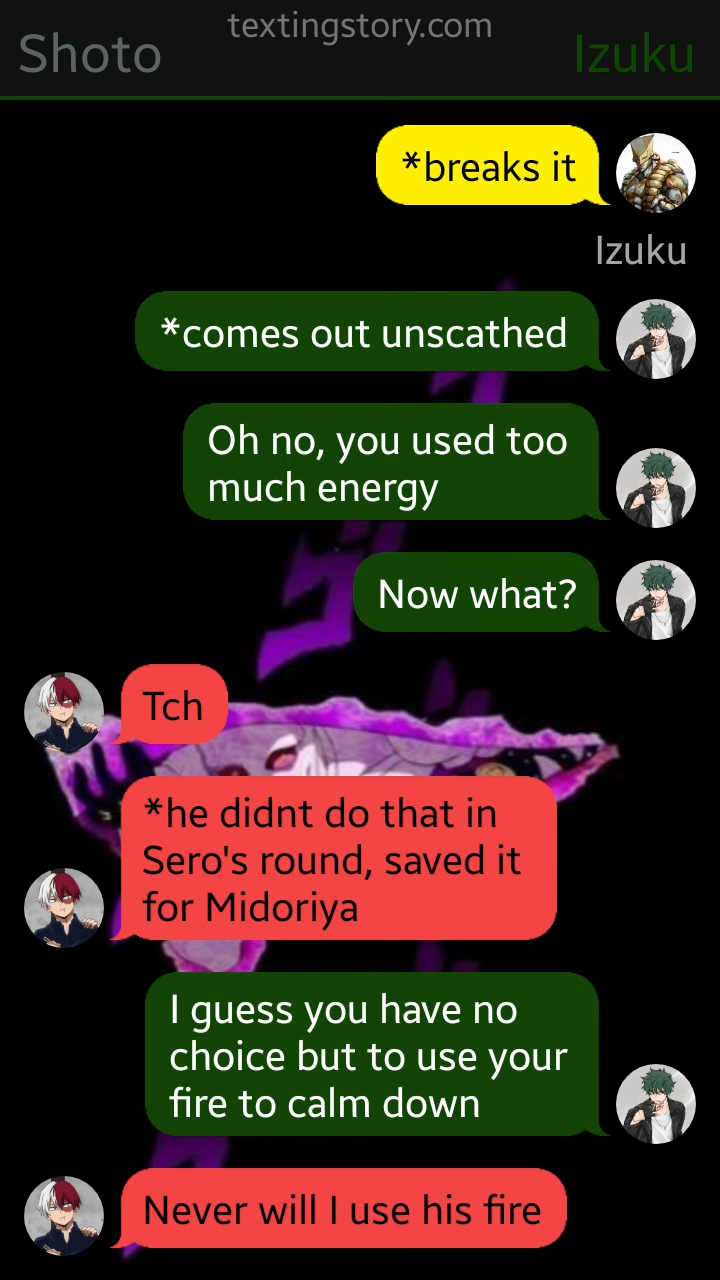 textingstory.com
Shoto
Izuku
*breaks it
Izuku
*comes out unscathed
Oh no, you used too
much energy
Now what?
Tch
*he didnt do that in
Sero's round, saved it
for Midoriya
I guess you have no
choice but to use your
fire to calm down
Never will I use his fire